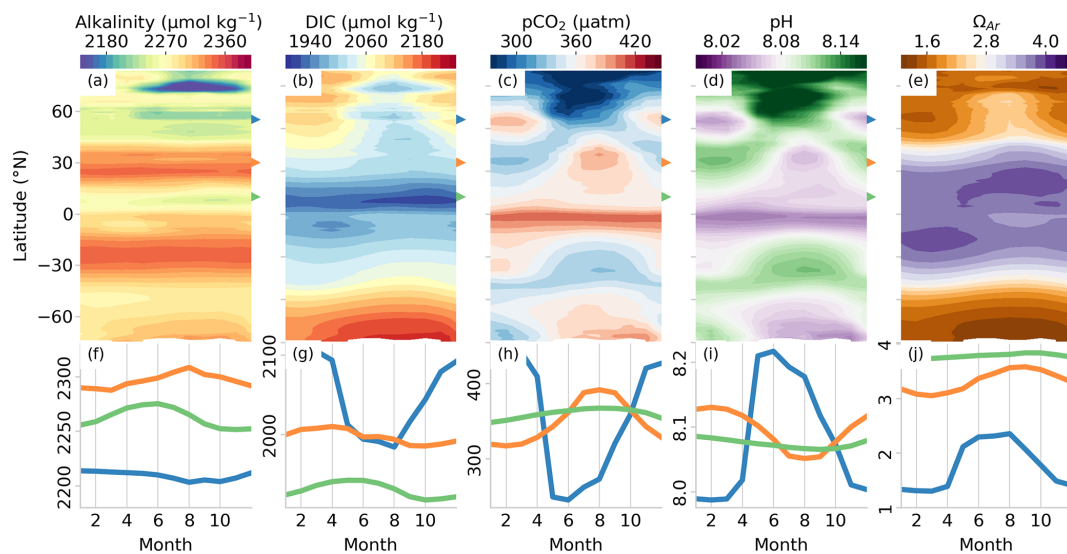 Alkalinity (μmol kg⁻¹) DIC (μmol kg⁻¹) pCO₂ (μatm) pH Ω_Ar
2180 2270 2360 1940 2060 2180 300 360 420 8.02 8.08 8.14 1.6 2.8 4.0
(a) (b) (c) (d) (e)
Latitude (°N)
60
30
0
−30
−60
(f) (g) (h) (i) (j)
2300
2250
2200
2100
2000
400
300
8.2
8.1
8.0
4
3
2
1
2 4 6 8 10 2 4 6 8 10 2 4 6 8 10 2 4 6 8 10 2 4 6 8 10
Month Month Month Month Month